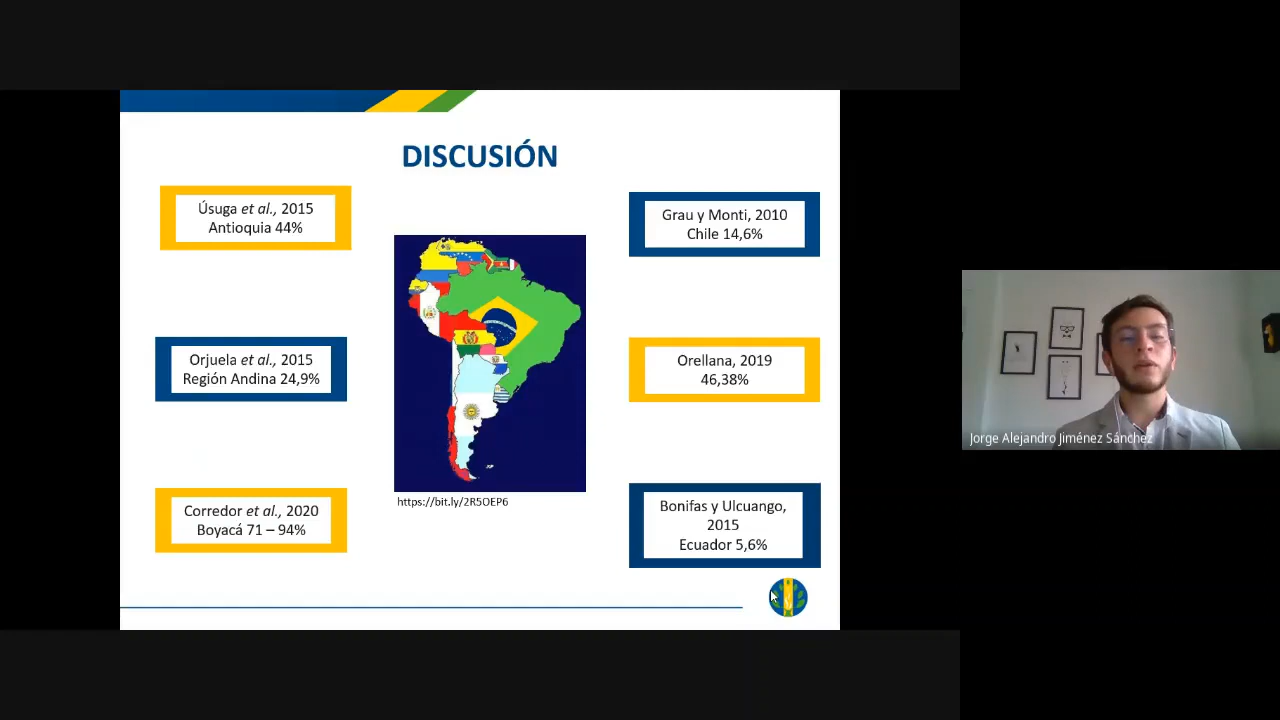 DISCUSIÓN
Úsuga et al., 2015
Antioquia 44%
Grau y Monti, 2010
Chile 14,6%
Orjuela et al., 2015
Región Andina 24,9%
Orellana, 2019
46,38%
Corredor et al., 2020
Boyacá 71 – 94%
Bonifas y Ulcuango,
2015
Ecuador 5,6%
https://bit.ly/2R5OEP6
Jorge Alejandro Jiménez Sánchez